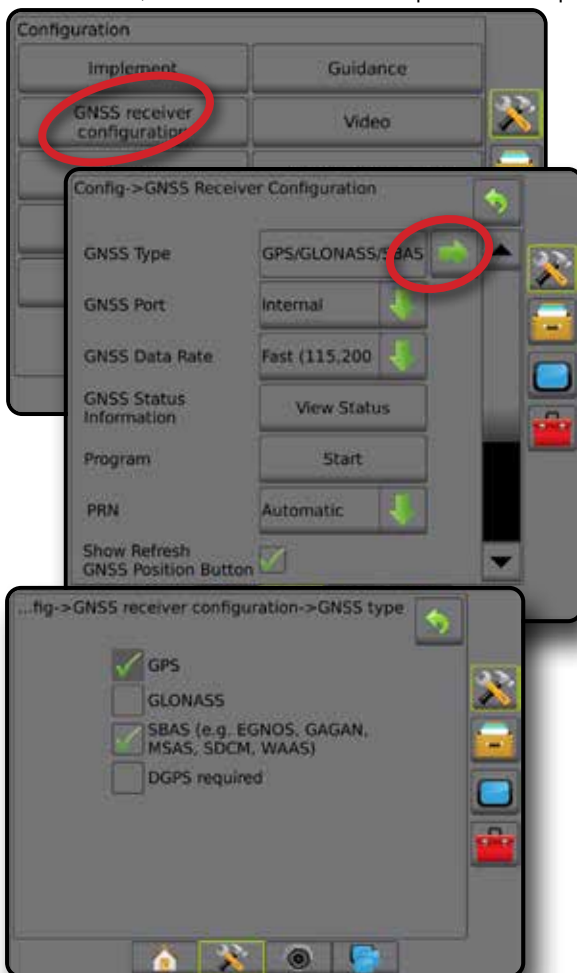 Configuration
Implement
Guidance
GNSS receiver
configuration
Video
Config->GNSS Receiver Configuration
GNSS Type
GPS/GLONASS/SBAS
GNSS Port
Internal
GNSS Data Rate
Fast (115,200
GNSS Status
Information
View Status
Program
Start
PRN
Automatic
Show Refresh
GNSS Position Button
...fig->GNSS receiver configuration->GNSS type
GPS
GLONASS
SBAS (e.g. EGNOS, GAGAN,
MSAS, SDCM, WAAS)
DGPS required